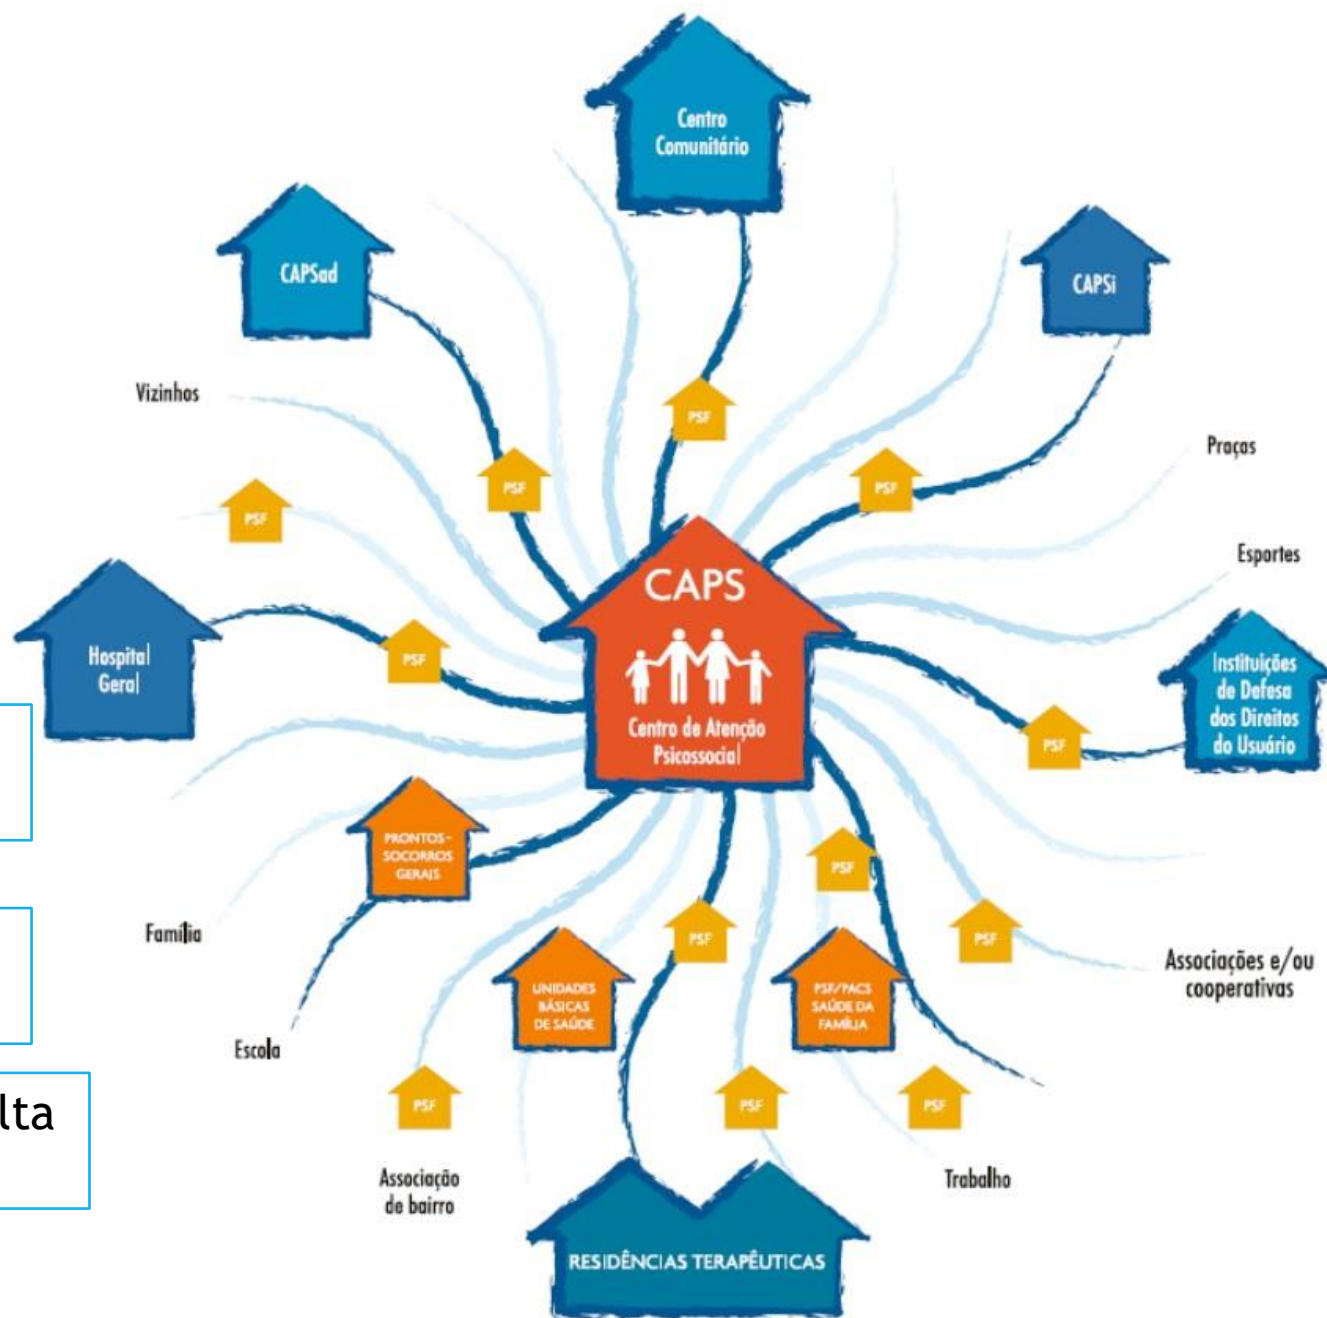 Centro
Comunitário
CAPSad
CAPSi
Vizinhos
PSF
PSF
PSF
Praças
PSF
Esportes
CAPS
Hospital
Geral
PSF
Instituições
de Defesa
dos Direitos
do Usuário
Centro de Atenção
Psicossocial
PSF
PRONTOS-
SOCORROS
GERAIS
PSF
Família
PSF
PSF
Associações e/ou
cooperativas
UNIDADES
BÁSICAS
DE SAÚDE
PSF/PACS
SAÚDE DA
FAMÍLIA
Escola
PSF
PSF
PSF
Associação
de bairro
Trabalho
RESIDÊNCIAS TERAPÊUTICAS